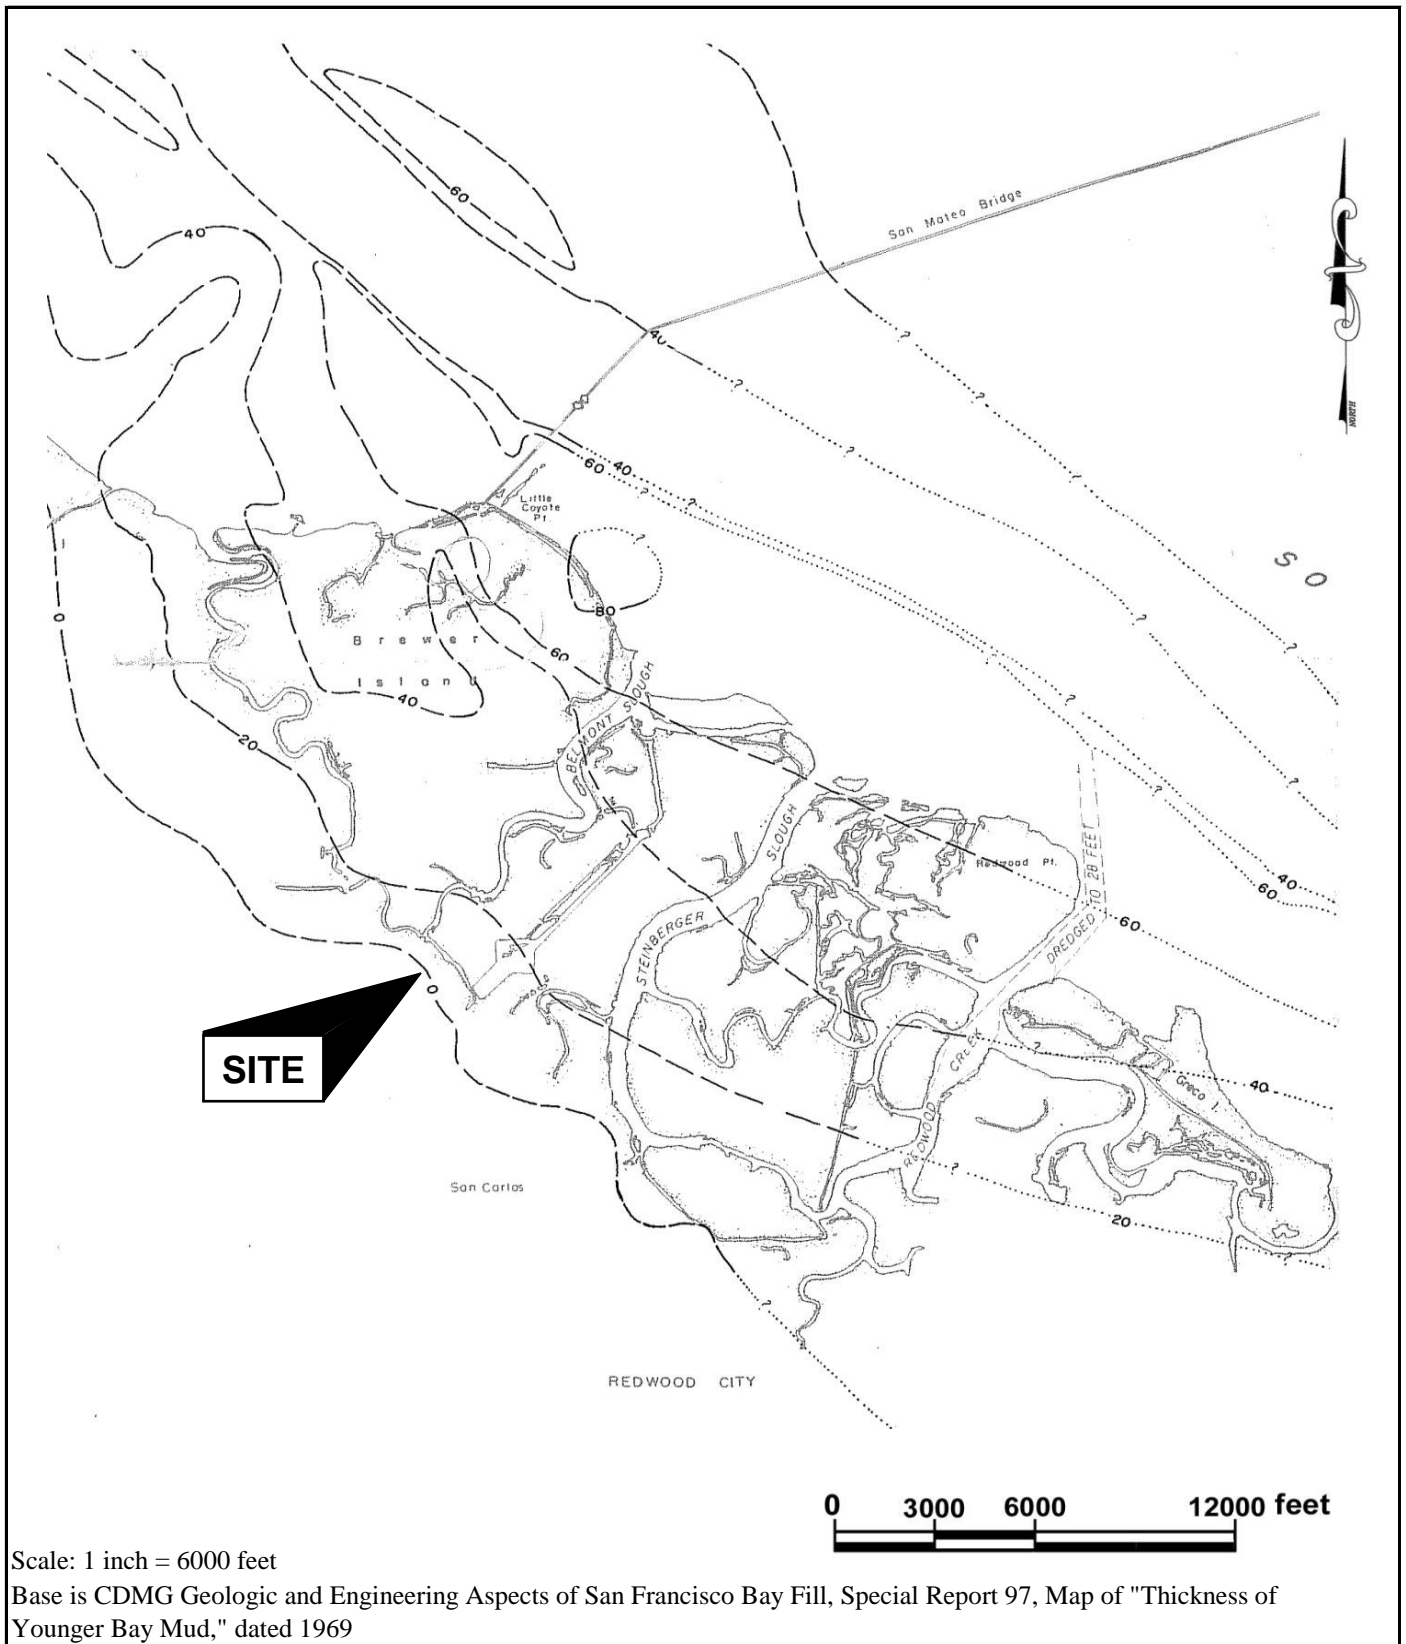 60
San Mateo Bridge
40
40
?
?
?
NORTH
?
40
60
?
?
?
Little
Coyote
Pt.
?
S O
80
?
0
Brewer
60
?
Island
40
?
?
20
BELMONT SLOUGH
?
?
SLOUGH
Redwood Pt.
DREDGED TO 28 FEET
40
60
60
STEINBERGER
0
SITE
CREEK
?
40
Greco I.
REDWOOD
?
San Carlos
20
?
?
REDWOOD CITY
0 3000 6000 12000 feet
Scale: 1 inch = 6000 feet
Base is CDMG Geologic and Engineering Aspects of San Francisco Bay Fill, Special Report 97, Map of "Thickness of
Younger Bay Mud," dated 1969